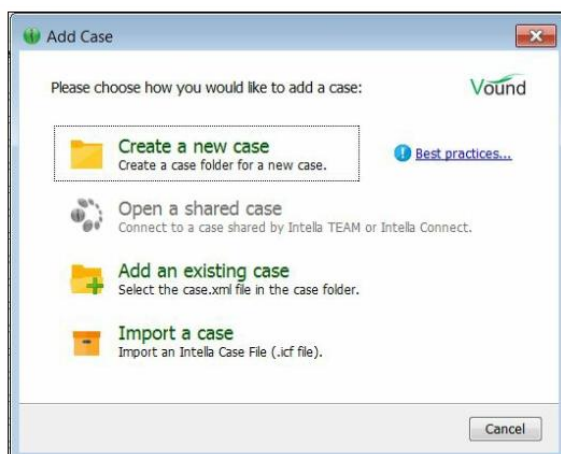 Add Case
Please choose how you would like to add a case:
Vound
Create a new case
Create a case folder for a new case.
Best practices...
Open a shared case
Connect to a case shared by Intella TEAM or Intella Connect.
Add an existing case
Select the case.xml file in the case folder.
Import a case
Import an Intella Case File (.icf file).
Cancel